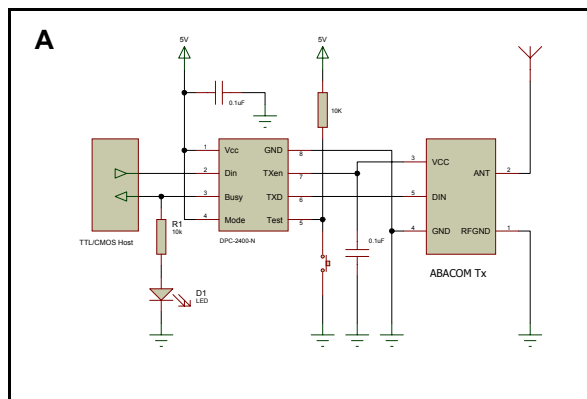 A
5V
5V
0.1uF
10K
1
Vcc
GND
8
3
VCC
2
Din
TXen
7
ANT
2
3
Busy
TXD
6
5
DIN
4
Mode
Test
5
4
GND
RFGND
1
R1
10k
TTL/CMOS Host
DPC-2400-N
0.1uF
ABACOM Tx
D1
LED